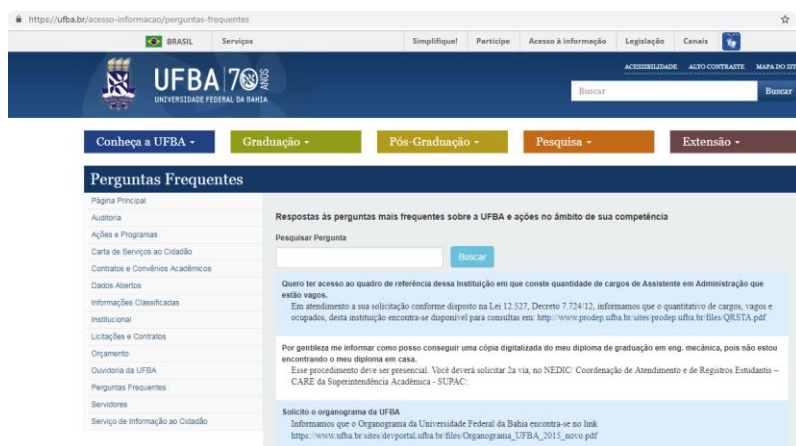 https://ufba.br/acesso-informacao/perguntas-frequentes
BRASIL Serviços Simplifique! Participe Acesso à informação Legislação Canais
ACESSIBILIDADE ALTO CONTRASTE MAPA DO SIT
UFBA 70 ANOS
UNIVERSIDADE FEDERAL DA BAHIA
Buscar Buscar
Conheça a UFBA Graduação Pós-Graduação Pesquisa Extensão
Perguntas Frequentes
Página Principal
Auditoria
Ações e Programas
Carta de Serviços ao Cidadão
Contratos e Convênios Acadêmicos
Dados Abertos
Informações Classificadas
Institucional
Licitações e Contratos
Orçamento
Ouvidoria da UFBA
Perguntas Frequentes
Servidores
Serviço de Informação ao Cidadão
Respostas às perguntas mais frequentes sobre a UFBA e ações no âmbito de sua competência
Pesquisar Pergunta
Buscar
Quero ter acesso ao quadro de referência dessa Instituição em que conste quantidade de cargos de Assistente em Administração que
estão vagos.
Em atendimento a sua solicitação conforme disposto na Lei 12.527, Decreto 7.724/12, informamos que o quantitativo de cargos, vagos e
ocupados, desta instituição encontra-se disponível para consultas em: http://www.prodep.ufba.br/sites/prodep.ufba.br/files/QRSTA.pdf
Por gentileza me informar como posso conseguir uma cópia digitalizada do meu diploma de graduação em eng. mecânica, pois não estou
encontrando o meu diploma em casa.
Esse procedimento deve ser presencial. Você deverá solicitar 2a via, no NEDIC: Coordenação de Atendimento e de Registros Estudantis –
CARE da Superintendência Acadêmica - SUPAC:
Solicito o organograma da UFBA
Informamos que o Organograma da Universidade Federal da Bahia encontra-se no link
https://www.ufba.br/sites/devportal.ufba.br/files/Organograma_UFBA_2015_novo.pdf